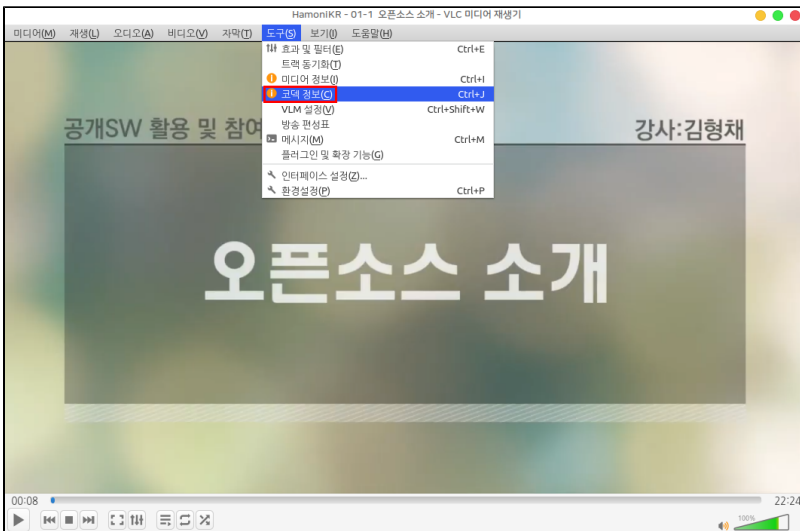 HamoniKR - 01-1 오픈소스 소개 - VLC 미디어 재생기
미디어(M) 재생(L) 오디오(A) 비디오(V) 자막(T) 도구(S) 보기(I) 도움말(H)
효과 및 필터(E) Ctrl+E
트랙 동기화(T)
미디어 정보(I) Ctrl+I
코덱 정보(C) Ctrl+J
VLM 설정(V) Ctrl+Shift+W
방송 편성표
메시지(M) Ctrl+M
플러그인 및 확장 기능(G)
인터페이스 설정(Z)...
환경설정(P) Ctrl+P
공개SW 활용 및 참여
강사:김형채
오픈소스 소개
00:08 22:24
100%